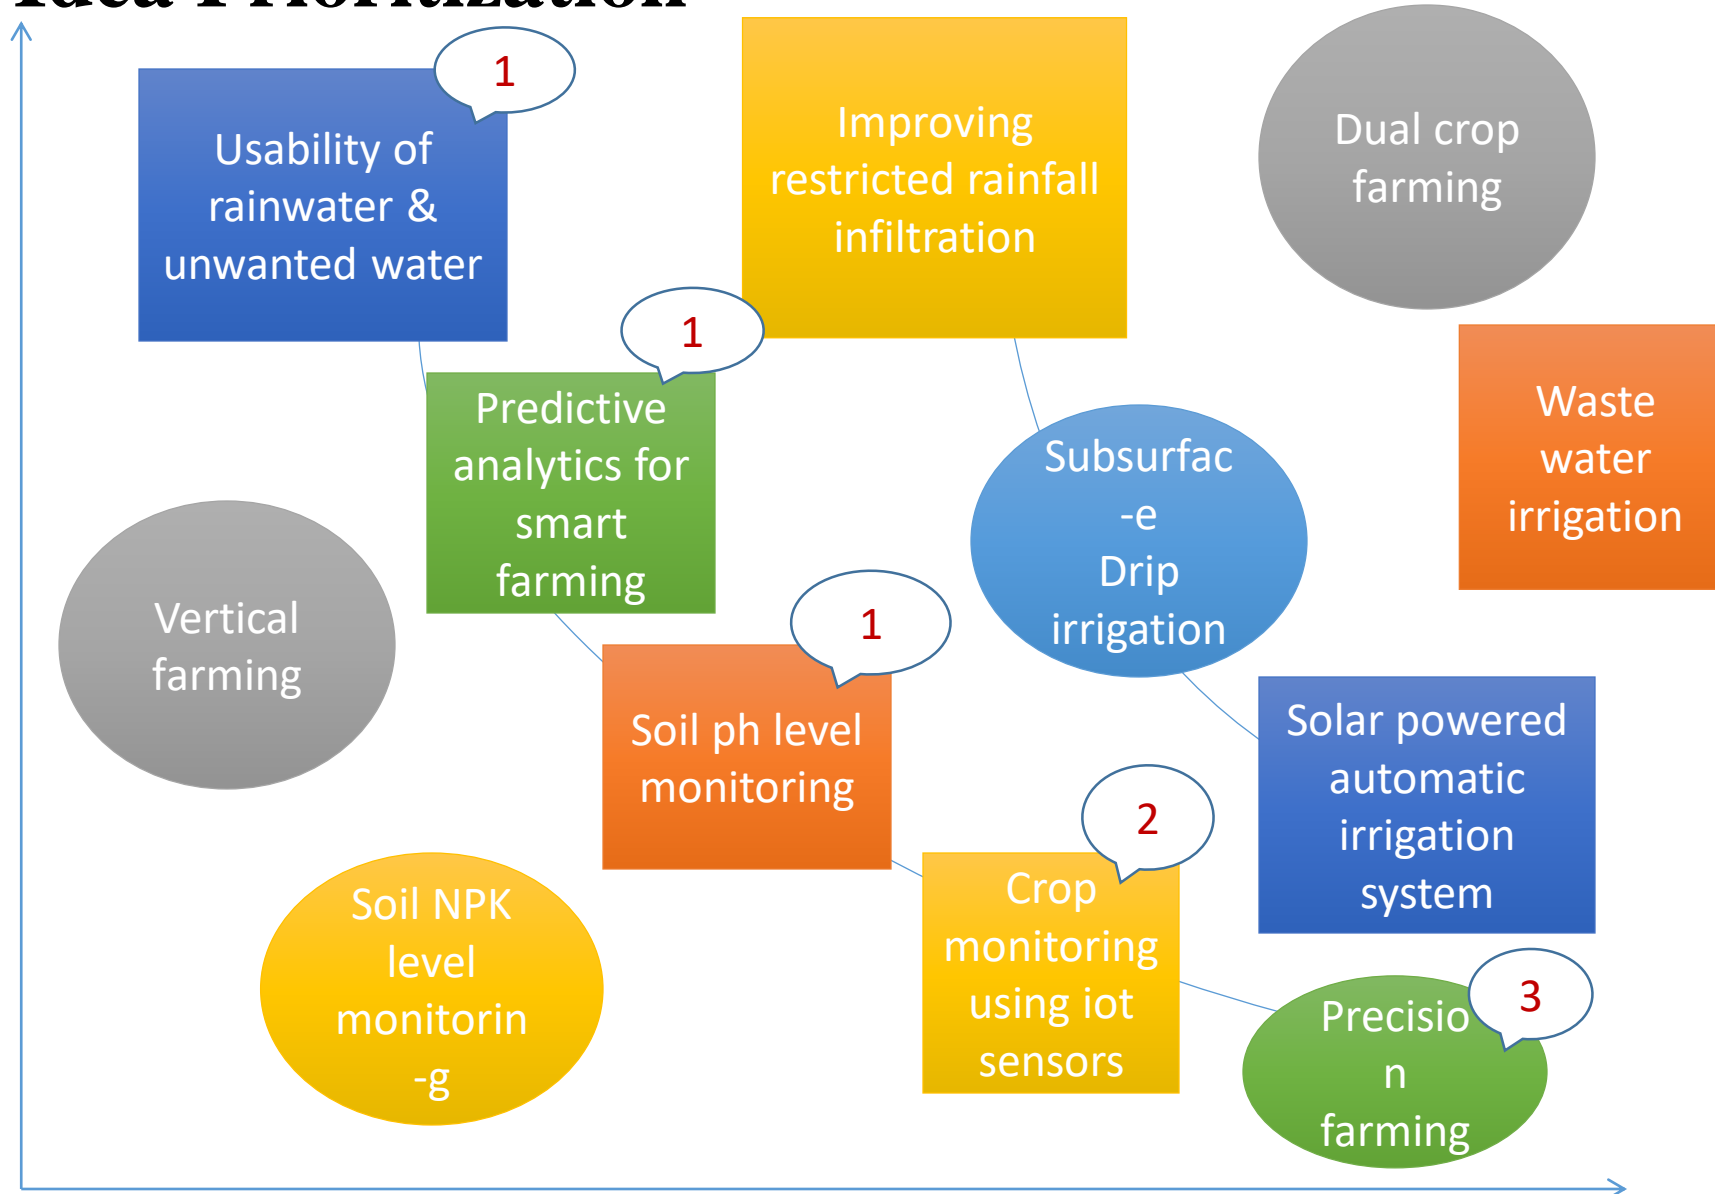 Idea Prioritization
1
Usability of
rainwater &
unwanted water
Improving
restricted rainfall
infiltration
Dual crop
farming
1
Predictive
analytics for
smart
farming
Waste
water
irrigation
Subsurfac
-e
Drip
irrigation
Vertical
farming
1
Soil ph level
monitoring
Solar powered
automatic
irrigation
system
2
Crop
monitoring
using iot
sensors
Soil NPK
level
monitorin
-g
3
Precisio
n
farming